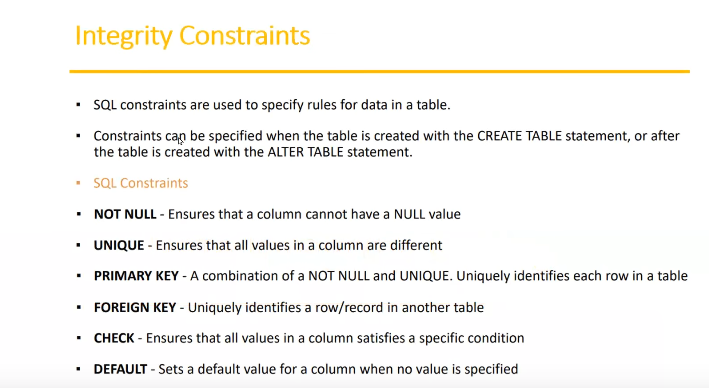 Integrity Constraints
▪ SQL constraints are used to specify rules for data in a table.
▪ Constraints can be specified when the table is created with the CREATE TABLE statement, or after
the table is created with the ALTER TABLE statement.
▪ SQL Constraints
▪ NOT NULL - Ensures that a column cannot have a NULL value
▪ UNIQUE - Ensures that all values in a column are different
▪ PRIMARY KEY - A combination of a NOT NULL and UNIQUE. Uniquely identifies each row in a table
▪ FOREIGN KEY - Uniquely identifies a row/record in another table
▪ CHECK - Ensures that all values in a column satisfies a specific condition
▪ DEFAULT - Sets a default value for a column when no value is specified